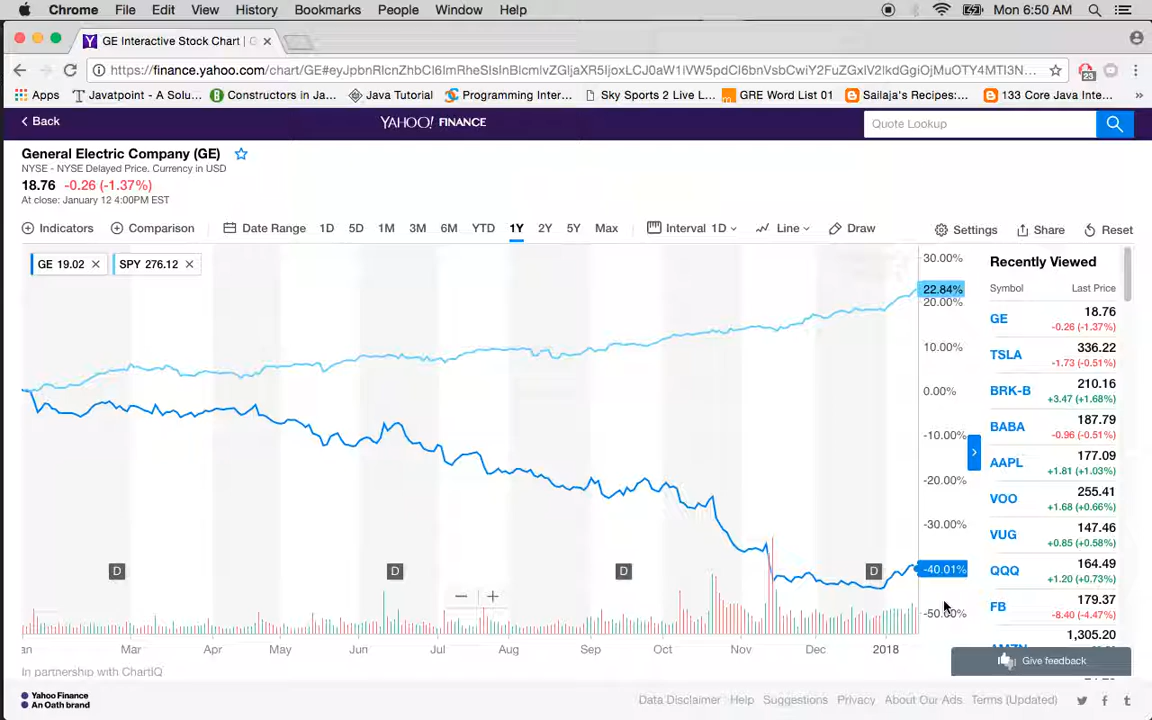 Chrome File Edit View History Bookmarks People Window Help Mon 6:50 AM
GE Interactive Stock Chart | G
https://finance.yahoo.com/chart/GE#
23
Apps Javatpoint - A Solu... Constructors in Ja... Java Tutorial Programming Inter... Sky Sports 2 Live L... GRE Word List 01 Sailaja's Recipes:... 133 Core Java Inte... »
Back YAHOO! FINANCE Quote Lookup
General Electric Company (GE)
NYSE - NYSE Delayed Price. Currency in USD
18.76 -0.26 (-1.37%)
At close: January 12 4:00PM EST
Indicators Comparison Date Range 1D 5D 1M 3M 6M YTD 1Y 2Y 5Y Max Interval 1D Line Draw Settings Share Reset
GE 19.02 SPY 276.12
30.00%
22.84%
20.00%
10.00%
0.00%
-10.00%
-20.00%
-30.00%
-40.01%
-50.00%
D D D D
an Mar Apr May Jun Jul Aug Sep Oct Nov Dec 2018
In partnership with ChartIQ
Recently Viewed
Symbol Last Price
GE 18.76
-0.26 (-1.37%)
TSLA 336.22
-1.73 (-0.51%)
BRK-B 210.16
+3.47 (+1.68%)
BABA 187.79
-0.96 (-0.51%)
AAPL 177.09
+1.81 (+1.03%)
VOO 255.41
+1.68 (+0.66%)
VUG 147.46
+0.85 (+0.58%)
QQQ 164.49
+1.20 (+0.73%)
FB 179.37
-8.40 (-4.47%)
1,305.20
Give feedback
Yahoo Finance
An Oath brand
Data Disclaimer Help Suggestions Privacy About Our Ads Terms (Updated)